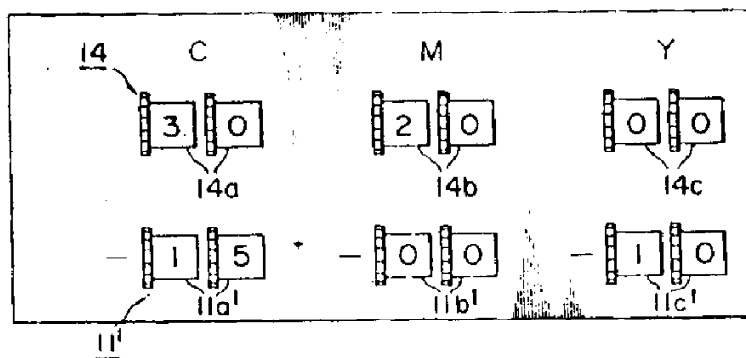 14 C M Y
3 0 2 0 0 0
14a 14b 14c
— 1 5 — 0 0 — 1 0
11a' 11b' 11c'
11'